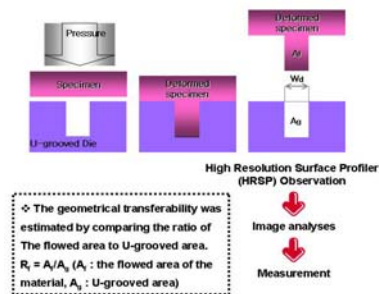 Pressure
Specimen
U-grooved Die
Deformed
specimen
Deformed
specimen
Af
Wd
Ag
High Resolution Surface Profiler
(HRSP) Observation
Image analyses
Measurement
❖ The geometrical transferability was
estimated by comparing the ratio of
The flowed area to U-grooved area.
Rf = Af/Ag (Af : the flowed area of the
material, Ag : U-grooved area)